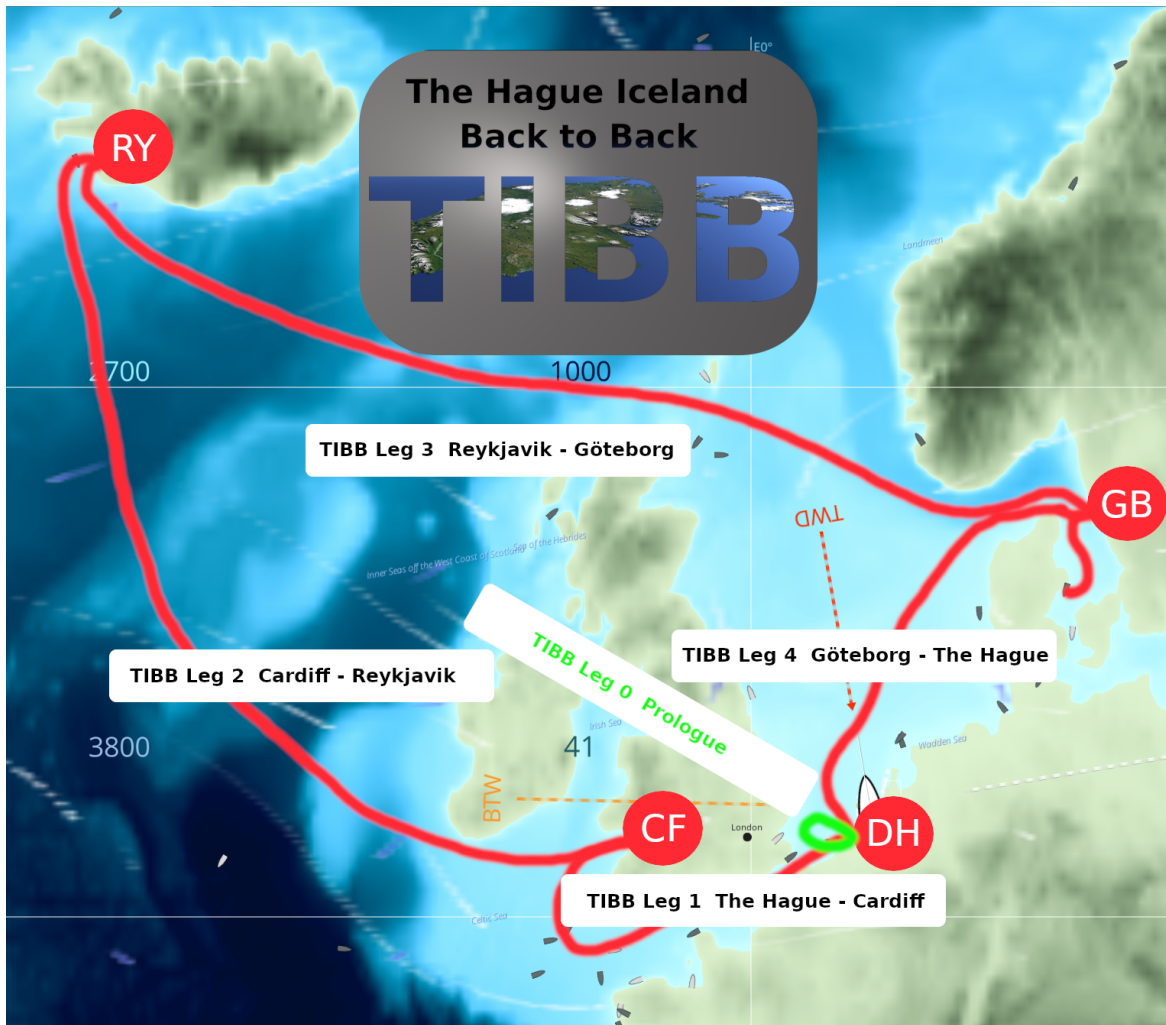 E0°
The Hague Iceland
Back to Back
TIBB
RY
Lundmeen
2700
1000
TIBB Leg 3  Reykjavik - Göteborg
GB
TWD
Sea of the Hebrides
Inner Seas off the West Coast of Scotland
TIBB Leg 0  Prologue
TIBB Leg 4  Göteborg - The Hague
TIBB Leg 2  Cardiff - Reykjavik
Irish Sea
3800
41
Wadden Sea
BTW
CF
London
DH
TIBB Leg 1  The Hague - Cardiff
Celtic Sea